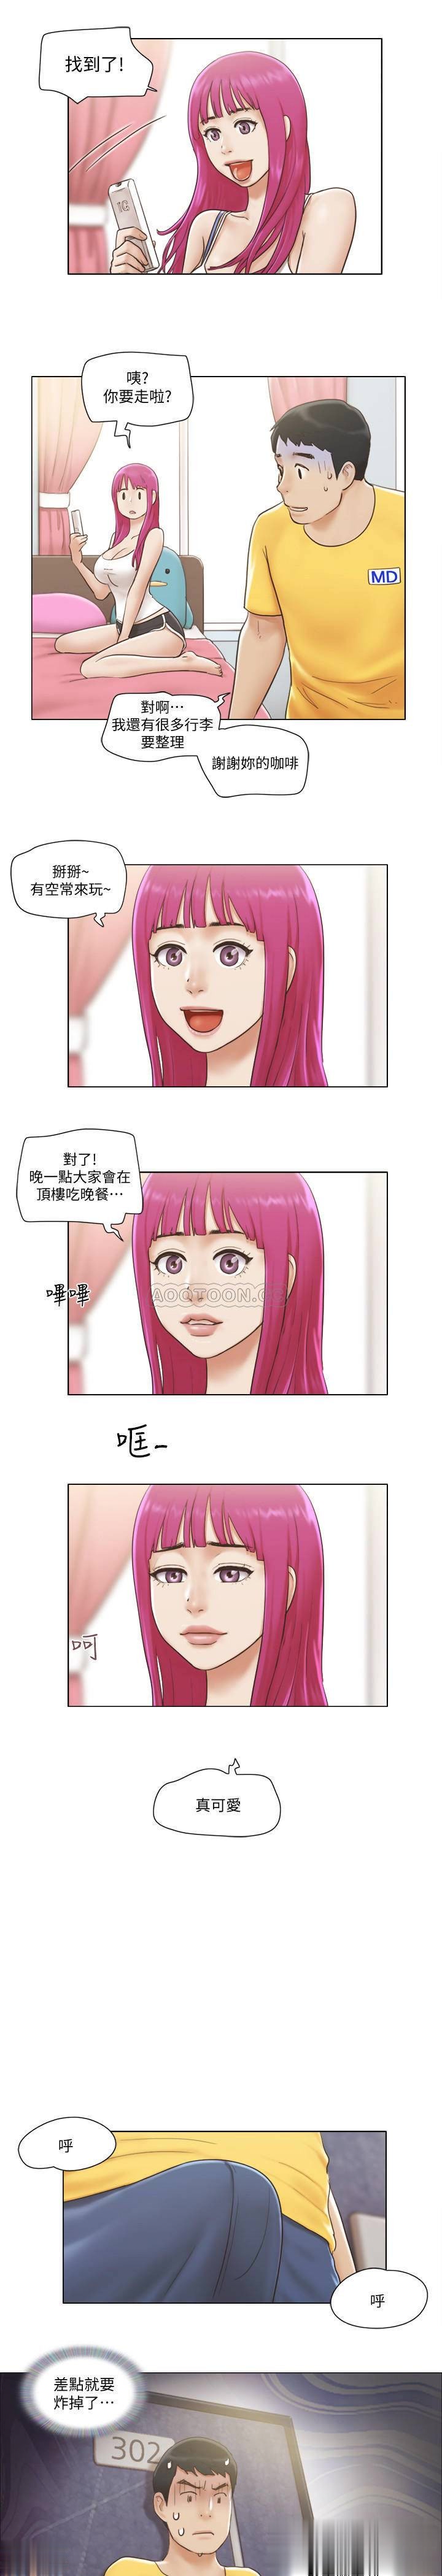 找到了!
1G
咦?
你要走啦?
MD
對啊…
我還有很多行李
要整理
謝謝妳的咖啡
掰掰~
有空常來玩~
對了!
晚一點大家會在
頂樓吃晚餐…
嗶嗶
哐-
呵
真可愛
呼
呼
差點就要
炸掉了…
302